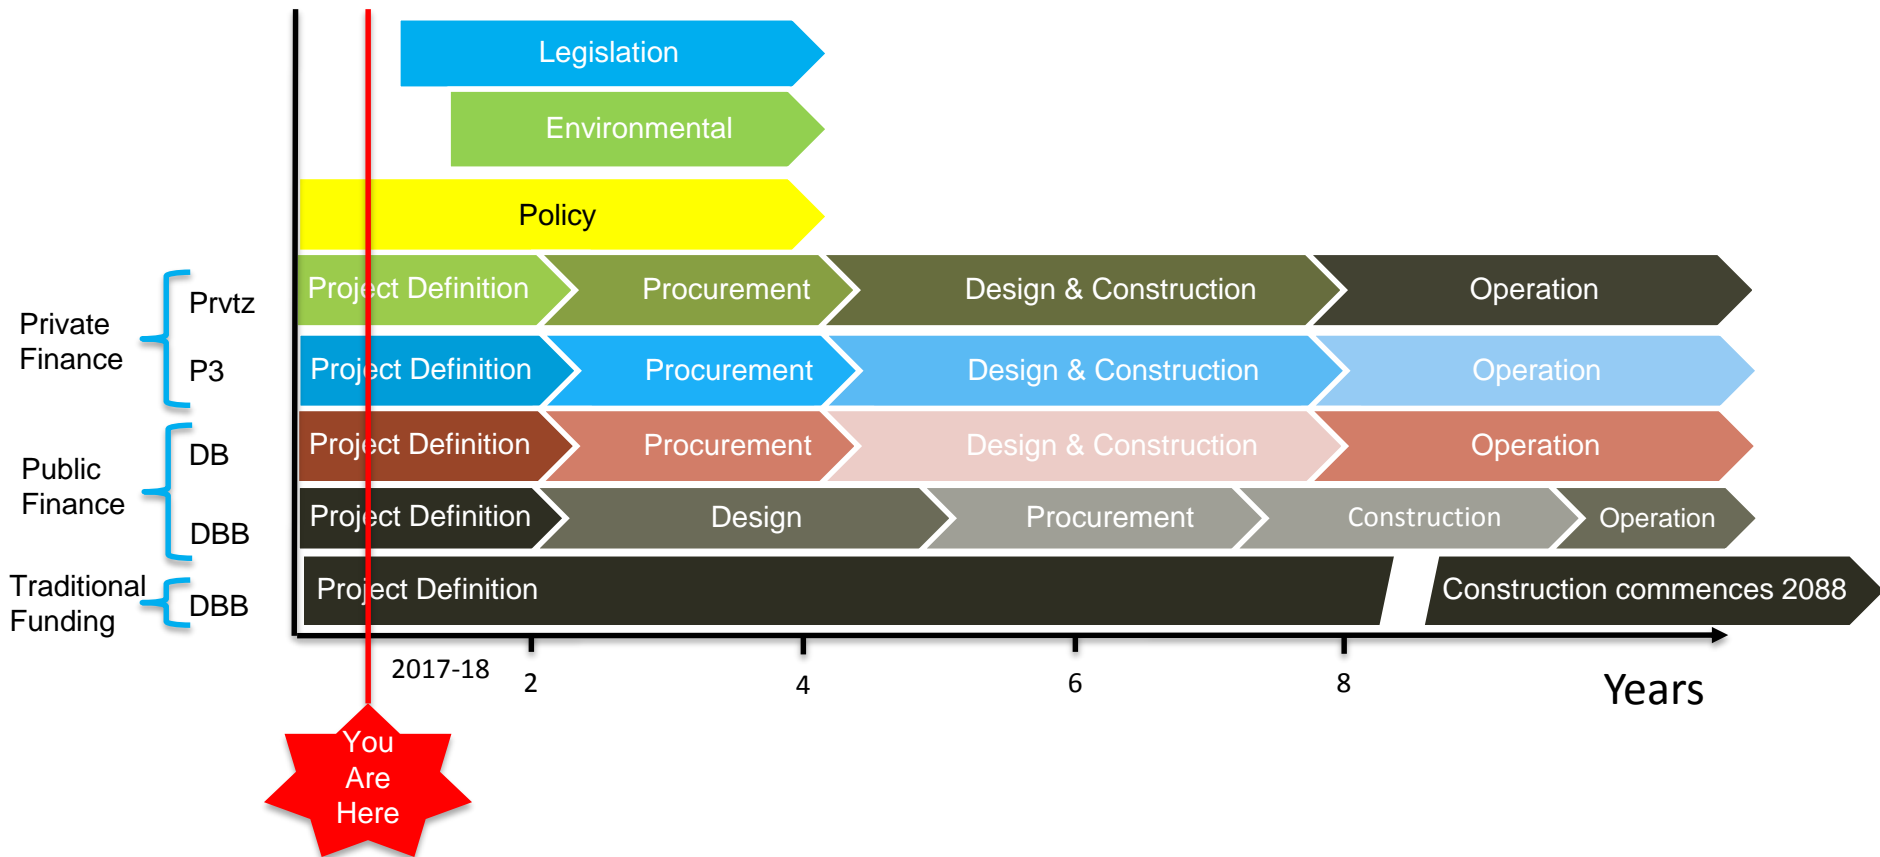 Legislation
Environmental
Policy
Private
Finance
Prvtz
Project Definition
Procurement
Design & Construction
Operation
P3
Project Definition
Procurement
Design & Construction
Operation
Public
Finance
DB
Project Definition
Procurement
Design & Construction
Operation
DBB
Project Definition
Design
Procurement
Construction
Operation
Traditional
Funding
DBB
Project Definition
Construction commences 2088
2017-18
2
4
6
8
Years
You
Are
Here